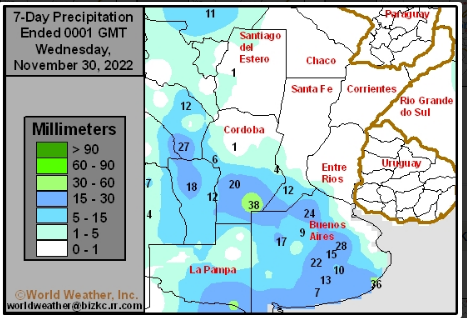 7-Day Precipitation
Ended 0001 GMT
Wednesday,
November 30, 2022
Millimeters
> 90
60 - 90
30 - 60
15 - 30
5 - 15
1 - 5
0 - 1
©World Weather, Inc.
worldweather@bizkc.rr.com
11
Paraguay
Santiago
del
Estero
Chaco
1
Santa Fe
Corrientes
12
Rio Grande
do Sul
Cordoba
27
1
6
Entre
Rios
Uruguay
4
7
18
12
20
12
4
38
24
Buenos
Aires
9
17
28
15
La Pampa
22
10
13
36
7